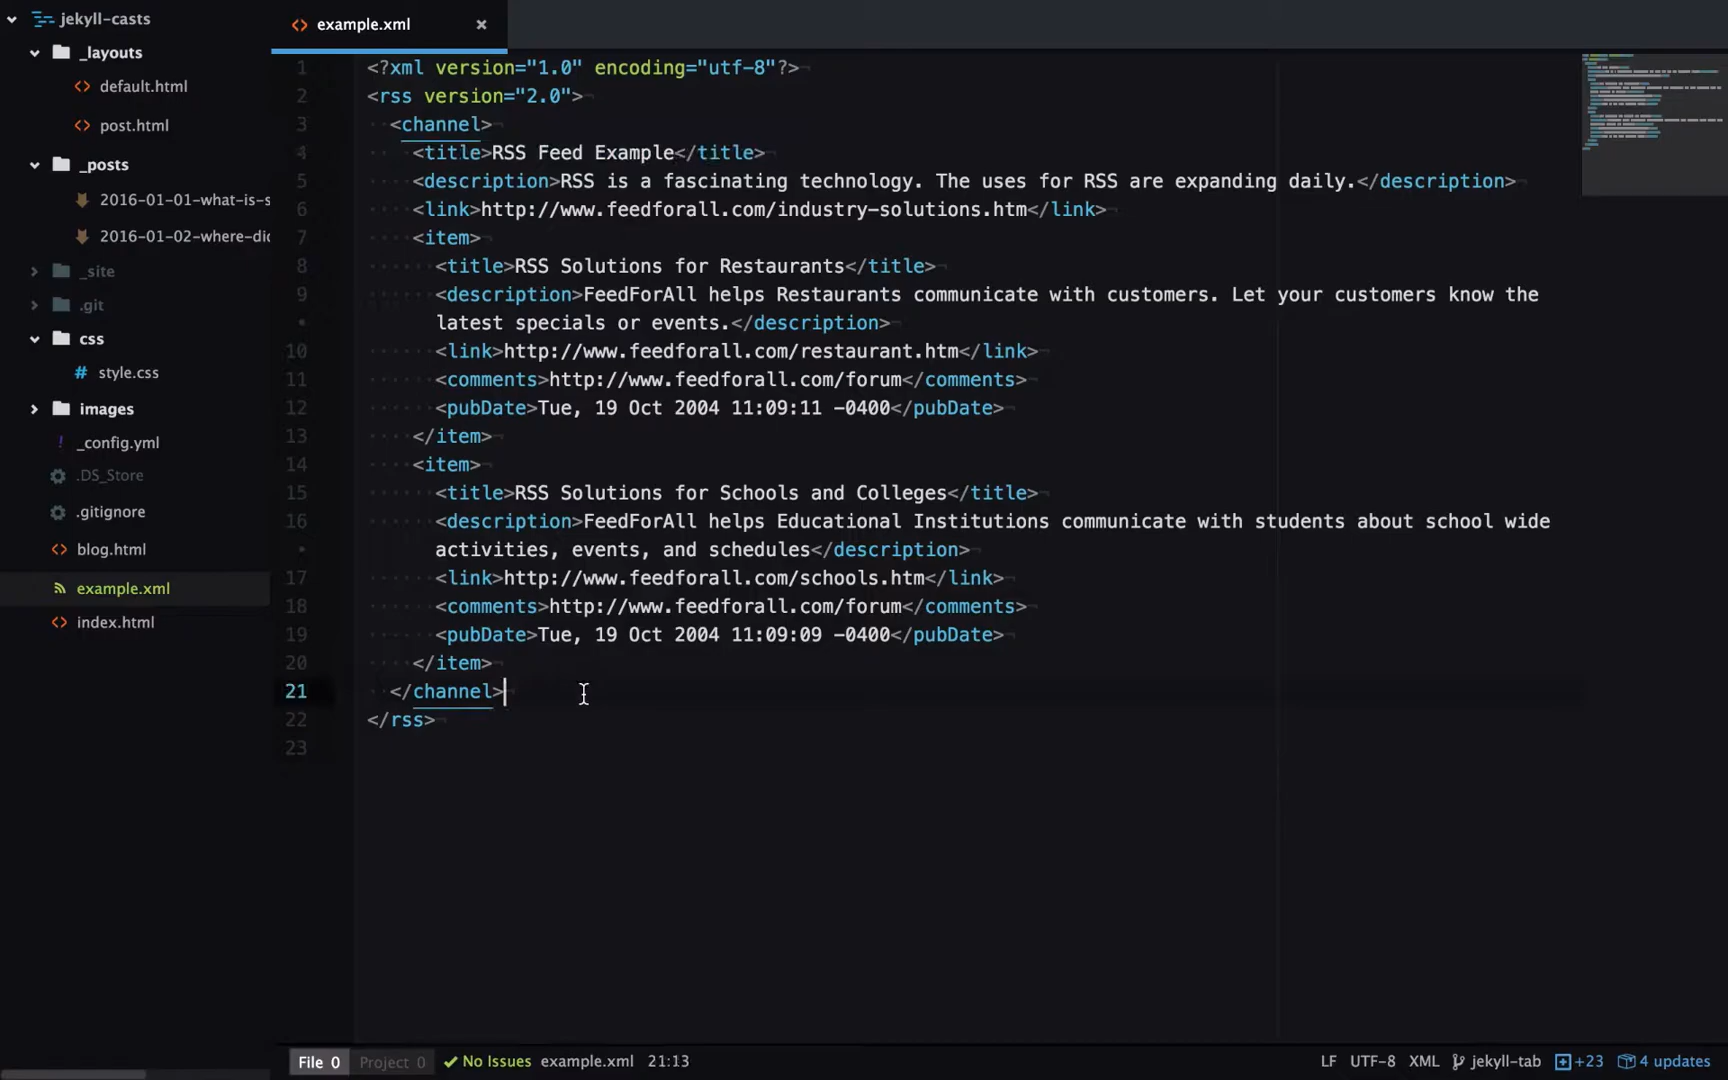 jekyll-casts
_layouts
default.html
post.html
_posts
2016-01-01-what-is-s
2016-01-02-where-did
_site
.git
css
# style.css
images
! _config.yml
.DS_Store
.gitignore
blog.html
example.xml
index.html
example.xml ×
1 <?xml version="1.0" encoding="utf-8"?>
2 <rss version="2.0">
3 <channel>
4 <title>RSS Feed Example</title>
5 <description>RSS is a fascinating technology. The uses for RSS are expanding daily.</description>
6 <link>http://www.feedforall.com/industry-solutions.htm</link>
7 <item>
8 <title>RSS Solutions for Restaurants</title>
9 <description>FeedForAll helps Restaurants communicate with customers. Let your customers know the
• latest specials or events.</description>
10 <link>http://www.feedforall.com/restaurant.htm</link>
11 <comments>http://www.feedforall.com/forum</comments>
12 <pubDate>Tue, 19 Oct 2004 11:09:11 -0400</pubDate>
13 </item>
14 <item>
15 <title>RSS Solutions for Schools and Colleges</title>
16 <description>FeedForAll helps Educational Institutions communicate with students about school wide
• activities, events, and schedules</description>
17 <link>http://www.feedforall.com/schools.htm</link>
18 <comments>http://www.feedforall.com/forum</comments>
19 <pubDate>Tue, 19 Oct 2004 11:09:09 -0400</pubDate>
20 </item>
21 </channel>
22 </rss>
23
File 0 Project 0 No Issues example.xml 21:13 LF UTF-8 XML jekyll-tab +23 4 updates